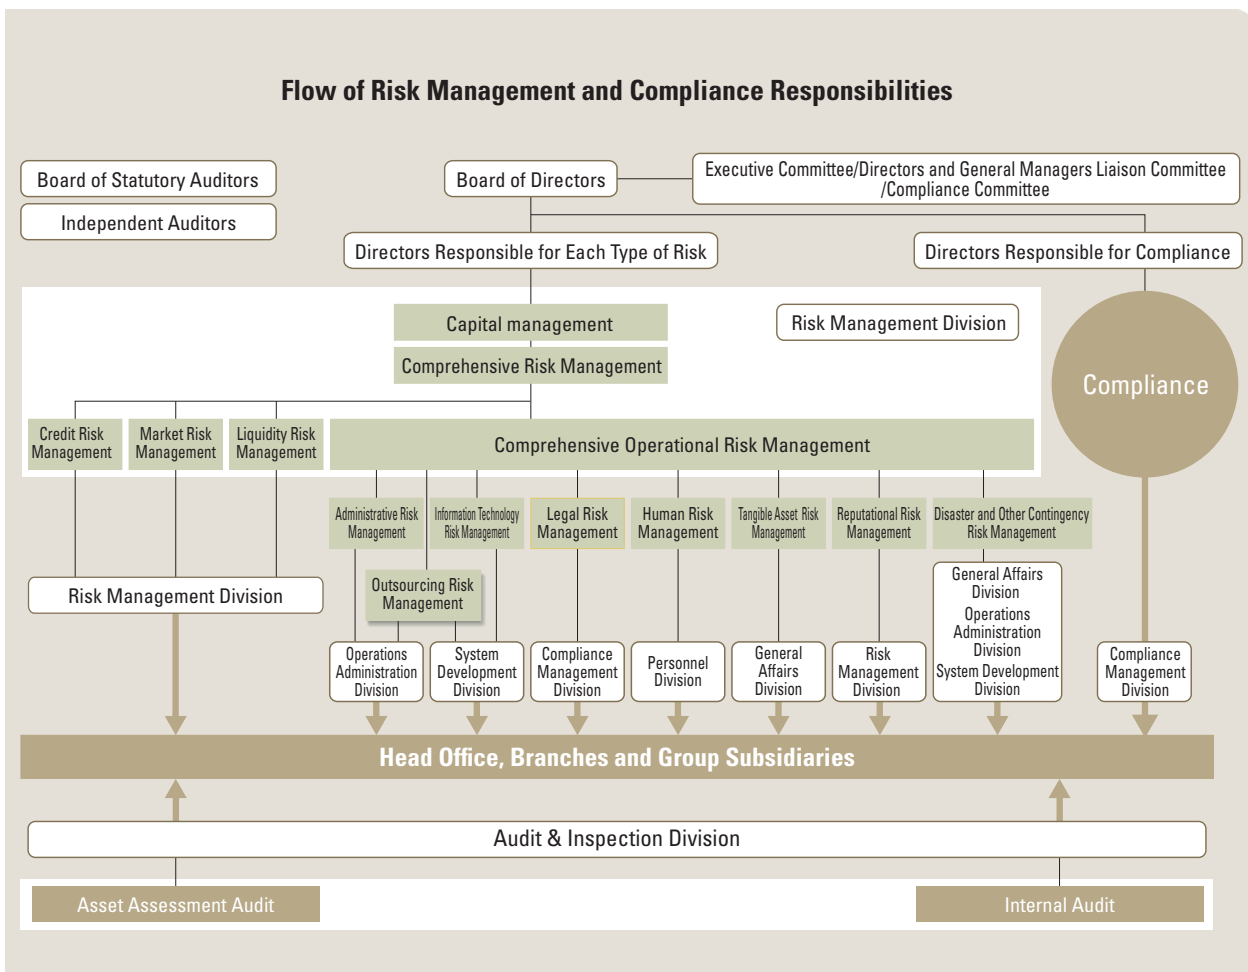 Flow of Risk Management and Compliance Responsibilities
Board of Statutory Auditors
Independent Auditors
Board of Directors
Executive Committee/Directors and General Managers Liaison Committee
/Compliance Committee
Directors Responsible for Each Type of Risk
Directors Responsible for Compliance
Capital management
Risk Management Division
Comprehensive Risk Management
Compliance
Credit Risk
Management
Market Risk
Management
Liquidity Risk
Management
Comprehensive Operational Risk Management
Administrative Risk
Management
Information Technology
Risk Management
Legal Risk
Management
Human Risk
Management
Tangible Asset Risk
Management
Reputational Risk
Management
Disaster and Other Contingency
Risk Management
Outsourcing Risk
Management
Risk Management Division
Operations
Administration
Division
System
Development
Division
Compliance
Management
Division
Personnel
Division
General
Affairs
Division
Risk
Management
Division
General Affairs
Division
Operations
Administration
Division
System Development
Division
Compliance
Management
Division
Head Office, Branches and Group Subsidiaries
Audit & Inspection Division
Asset Assessment Audit
Internal Audit